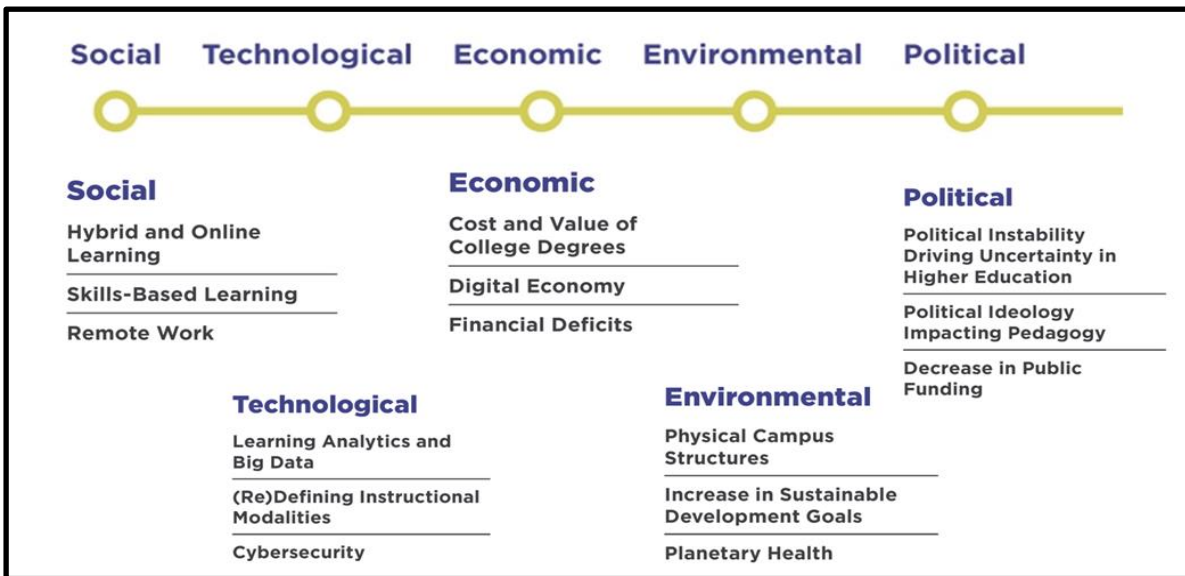 Social Technological Economic Environmental Political
Social
Hybrid and Online
Learning
Skills-Based Learning
Remote Work
Economic
Cost and Value of
College Degrees
Digital Economy
Financial Deficits
Political
Political Instability
Driving Uncertainty in
Higher Education
Political Ideology
Impacting Pedagogy
Decrease in Public
Funding
Technological
Learning Analytics and
Big Data
(Re)Defining Instructional
Modalities
Cybersecurity
Environmental
Physical Campus
Structures
Increase in Sustainable
Development Goals
Planetary Health